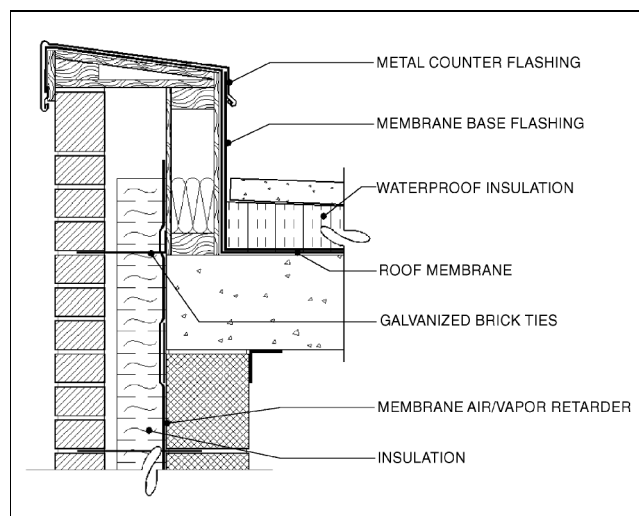 METAL COUNTER FLASHING
MEMBRANE BASE FLASHING
WATERPROOF INSULATION
ROOF MEMBRANE
GALVANIZED BRICK TIES
MEMBRANE AIR/VAPOR RETARDER
INSULATION